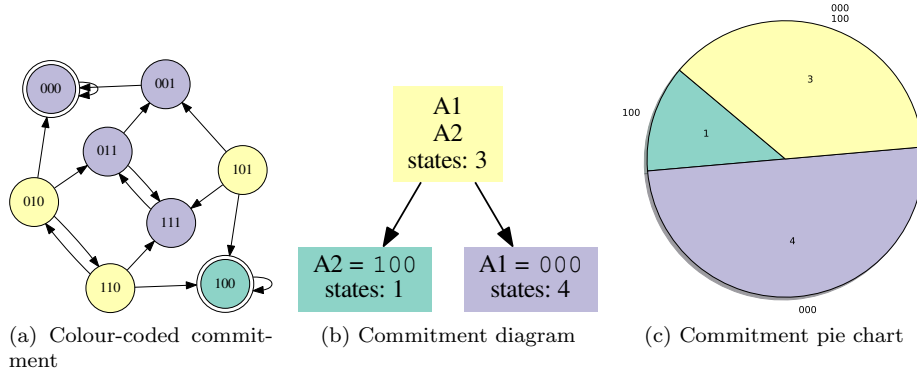 000
001
011
101
010
111
110
100
(a) Colour-coded commit-
ment
A1
A2
states: 3
A2 = 100
states: 1
A1 = 000
states: 4
(b) Commitment diagram
000
100
3
100
1
4
000
(c) Commitment pie chart